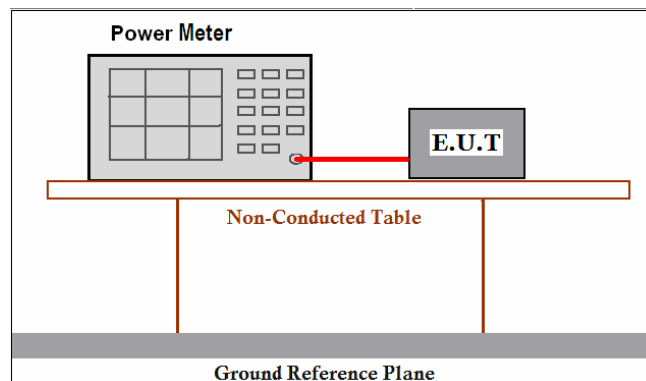 Power Meter
E.U.T
Non-Conducted Table
Ground Reference Plane